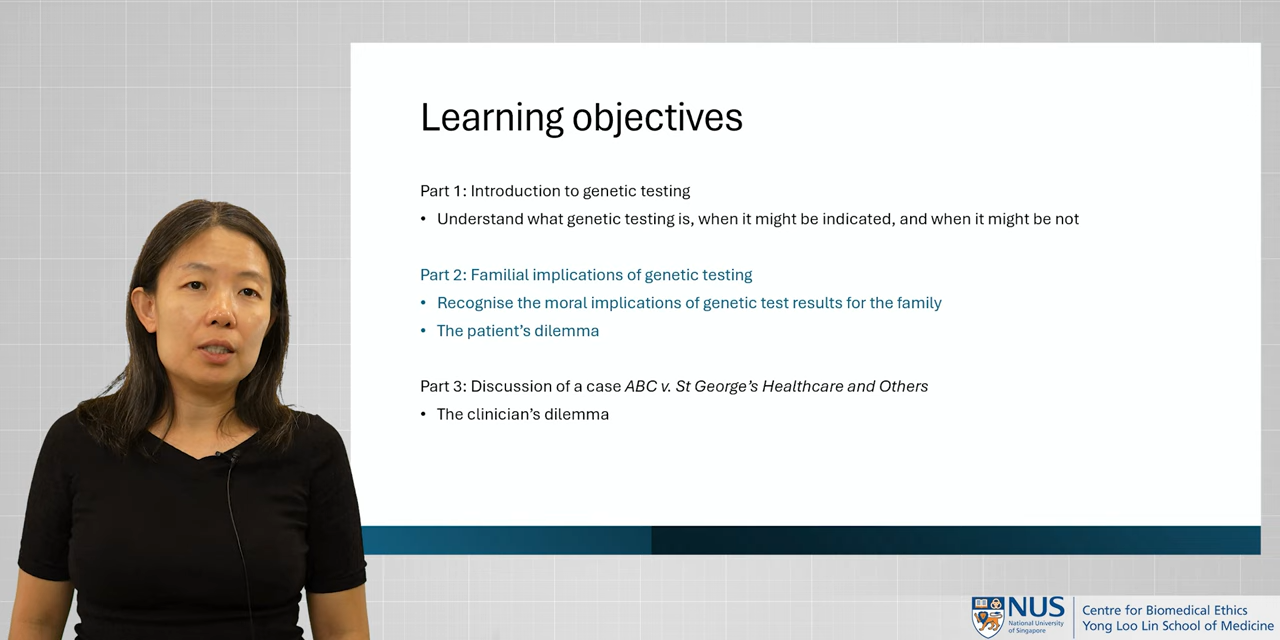 Learning objectives
Part 1: Introduction to genetic testing
• Understand what genetic testing is, when it might be indicated, and when it might be not
Part 2: Familial implications of genetic testing
• Recognise the moral implications of genetic test results for the family
• The patient’s dilemma
Part 3: Discussion of a case ABC v. St George’s Healthcare and Others
• The clinician’s dilemma
NUS
National University
of Singapore
Centre for Biomedical Ethics
Yong Loo Lin School of Medicine